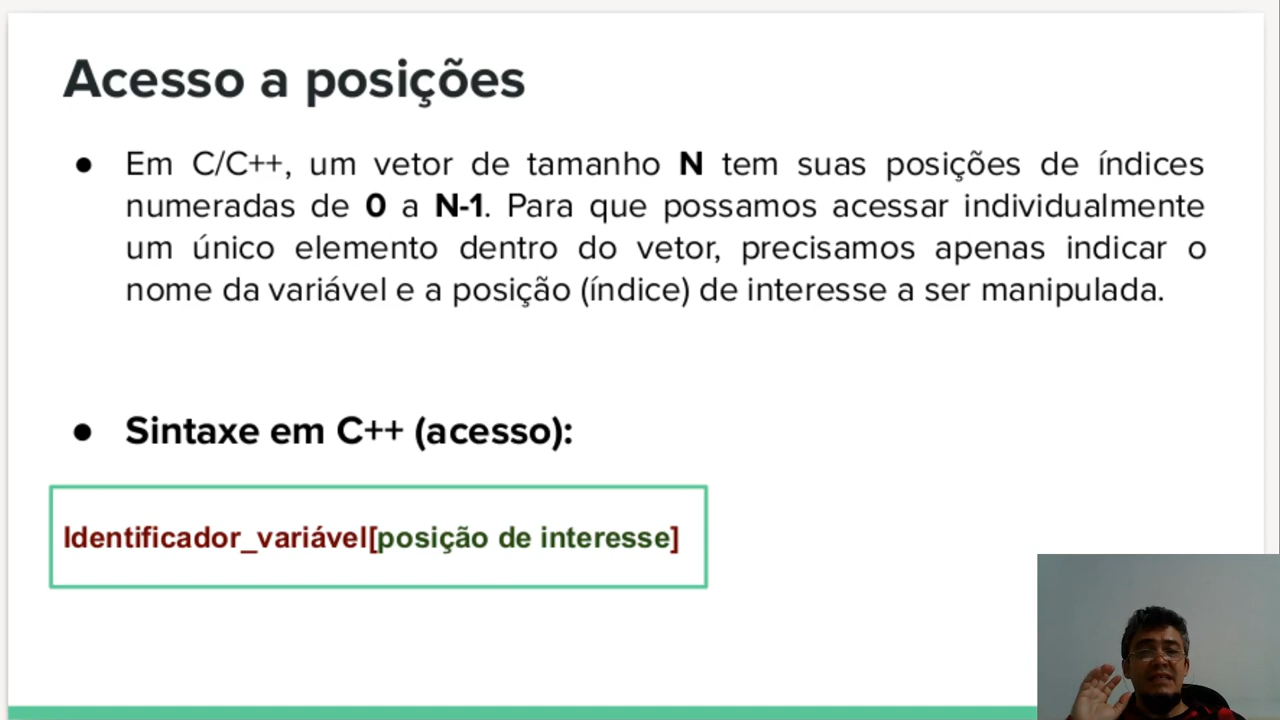 Acesso a posições
● Em C/C++, um vetor de tamanho N tem suas posições de índices
numeradas de 0 a N-1. Para que possamos acessar individualmente
um único elemento dentro do vetor, precisamos apenas indicar o
nome da variável e a posição (índice) de interesse a ser manipulada.
● Sintaxe em C++ (acesso):
Identificador_variável[posição de interesse]